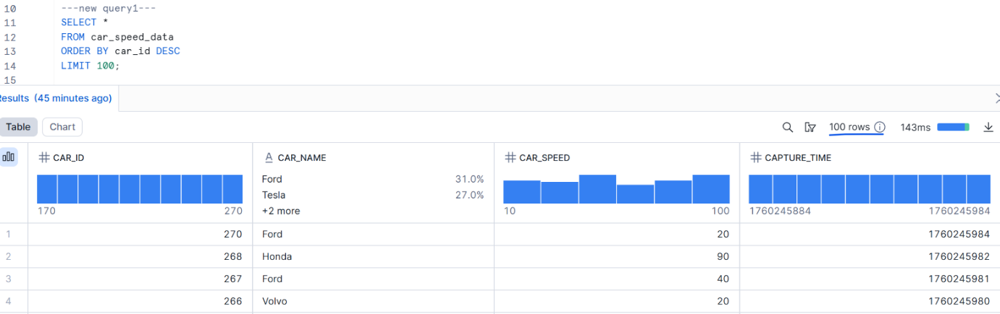 10 ---new query1---
11 SELECT *
12 FROM car_speed_data
13 ORDER BY car_id DESC
14 LIMIT 100;
15
Results (45 minutes ago)
Table Chart 100 rows 143ms
CAR_ID CAR_NAME CAR_SPEED CAPTURE_TIME
Ford 31.0%
Tesla 27.0%
170 270 +2 more 10 100 1760245884 1760245984
1 270 Ford 20 1760245984
2 268 Honda 90 1760245982
3 267 Ford 40 1760245981
4 266 Volvo 20 1760245980